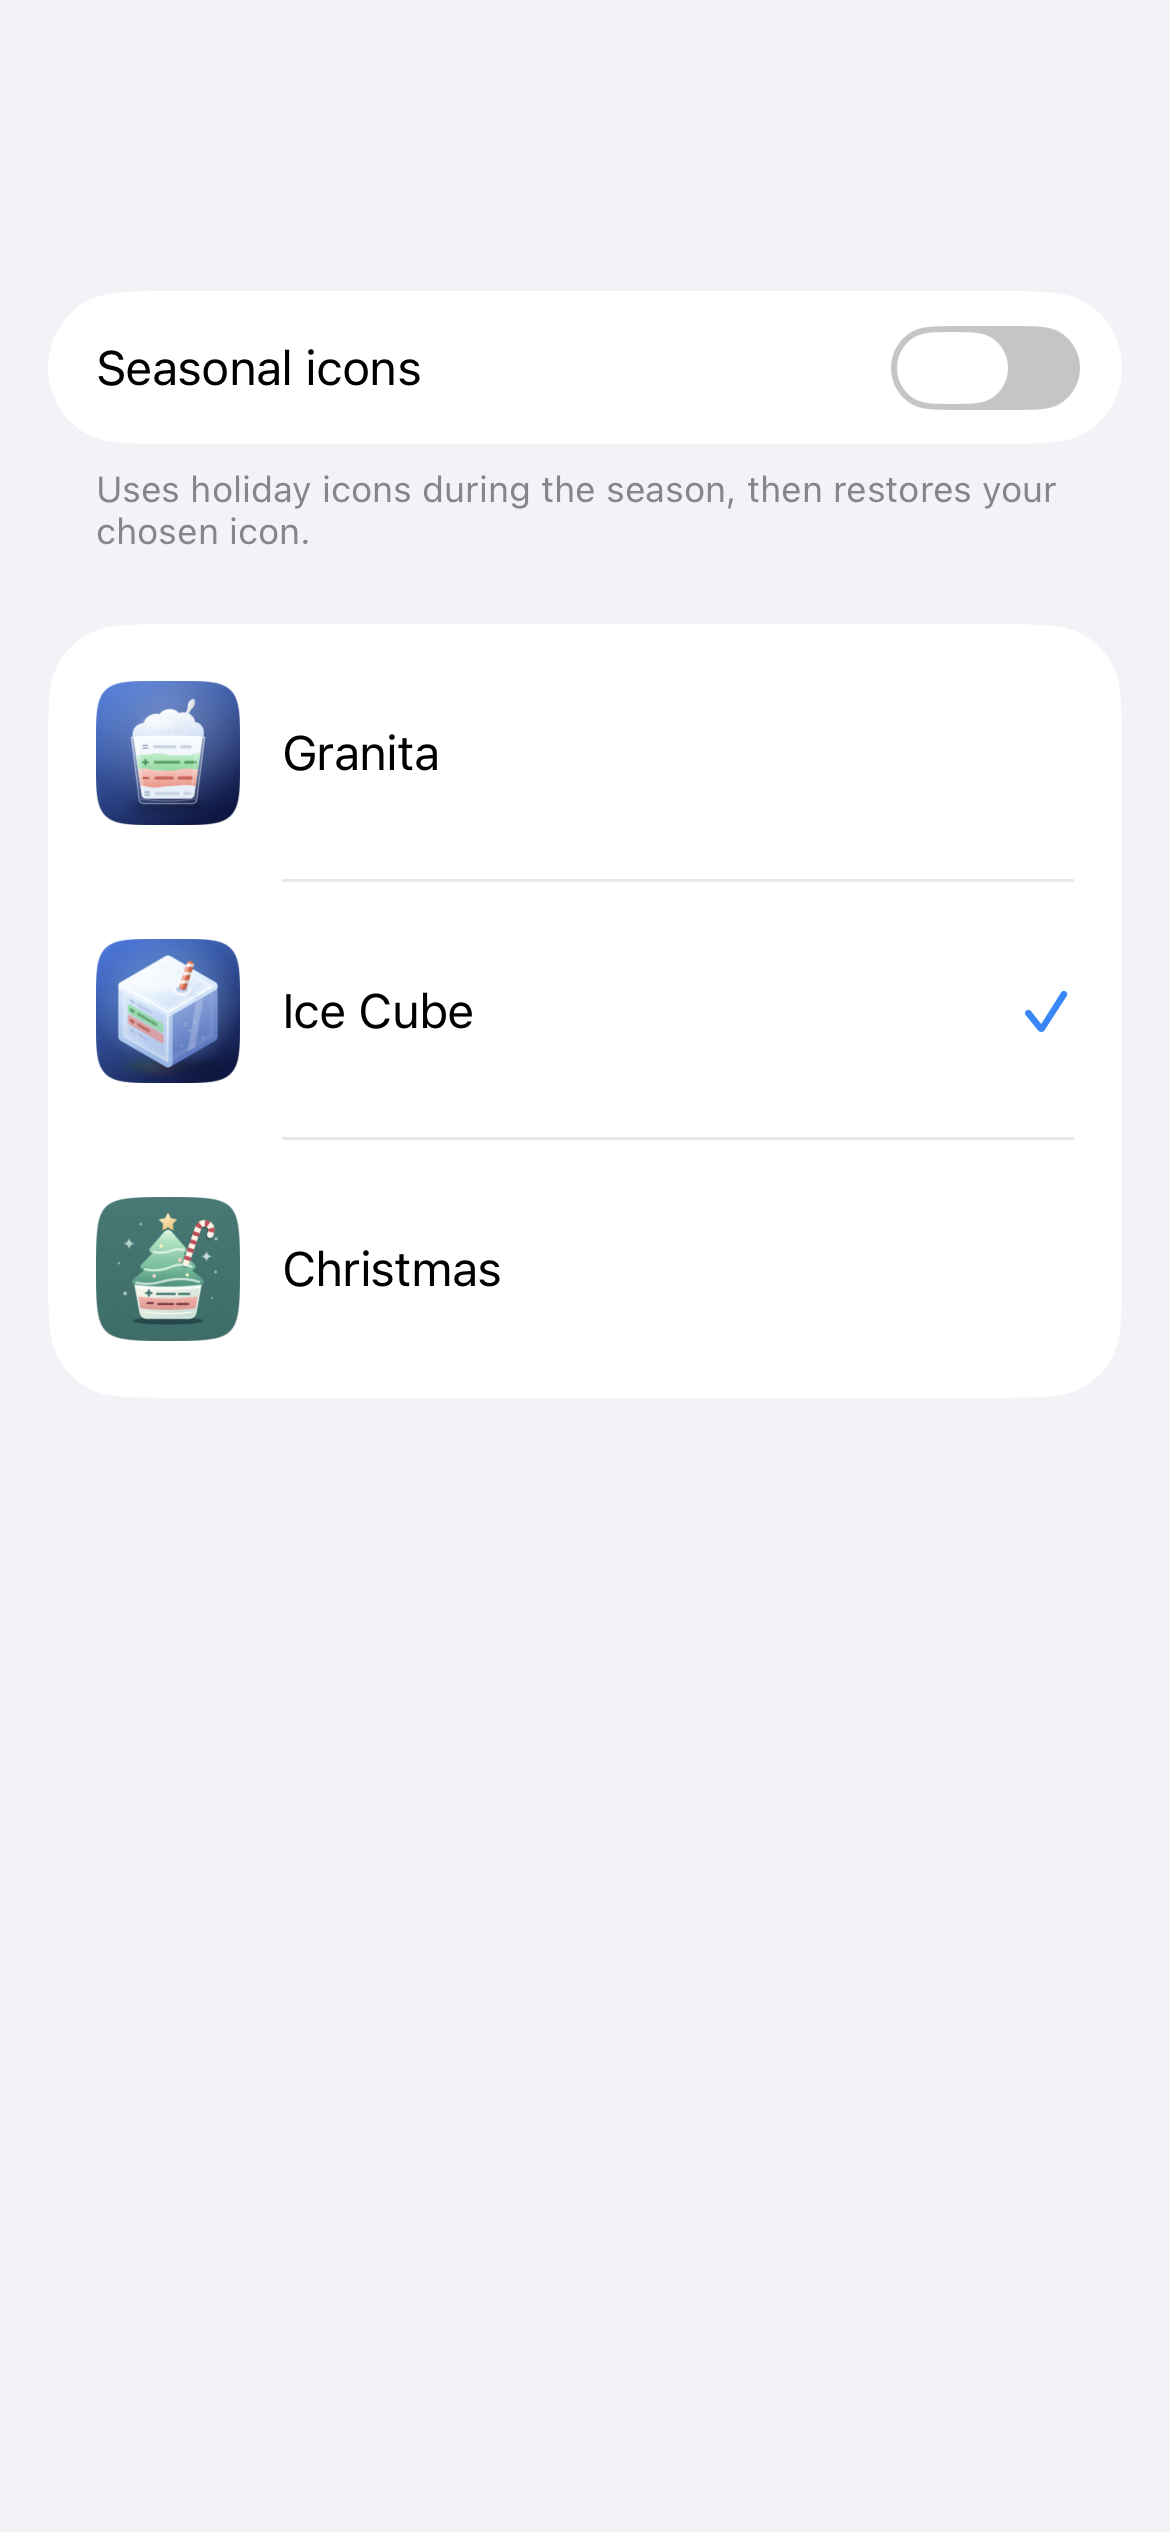 Seasonal icons
Uses holiday icons during the season, then restores your
chosen icon.
Granita
Ice Cube
Christmas